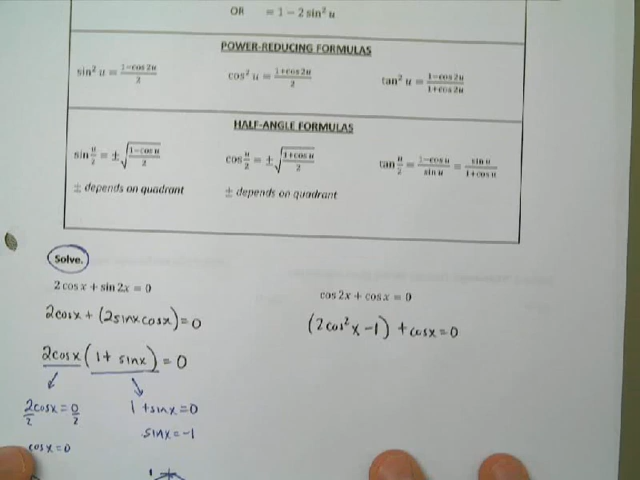 OR = 1 − 2 sin² u
POWER-REDUCING FORMULAS
sin² u = (1−cos 2u)/2 cos² u = (1+cos 2u)/2 tan² u = (1−cos 2u)/(1+cos 2u)
HALF-ANGLE FORMULAS
sin u/2 = ±√((1−cos u)/2) cos u/2 = ±√((1+cos u)/2) tan u/2 = (1−cos u)/sin u = sin u/(1+cos u)
± depends on quadrant ± depends on quadrant
Solve.
2 cos x + sin 2x = 0
2cosx + (2sinxcosx) = 0
2cosx (1 + sinx) = 0
2cosx/2 = 0/2 1 + sinx = 0
cosx = 0 sinx = −1
1
cos 2x + cos x = 0
(2cos²x − 1) + cosx = 0